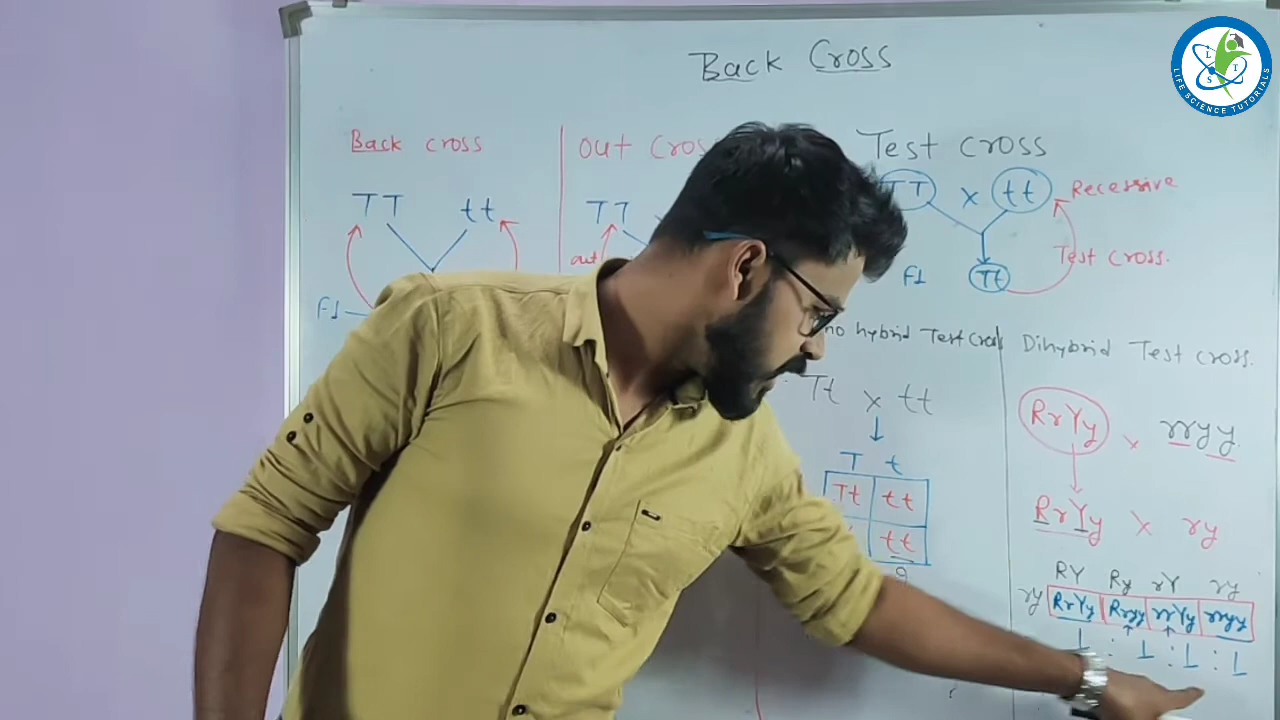 Back Cross
Back cross
TT tt
F1
Out Cross
TT
out
Test cross
TT x tt Recessive
Test cross.
F1 Tt
no hybrid Test Cross
Tt x tt
T t
Tt tt
tt
Dihybrid Test cross.
RrYy x rryy.
RrYy x ry
RY Ry rY ry
ry RrYy Rryy rrYy rryy
1 : 1 : 1 : 1
LIFE SCIENCE TUTORIALS
L T S